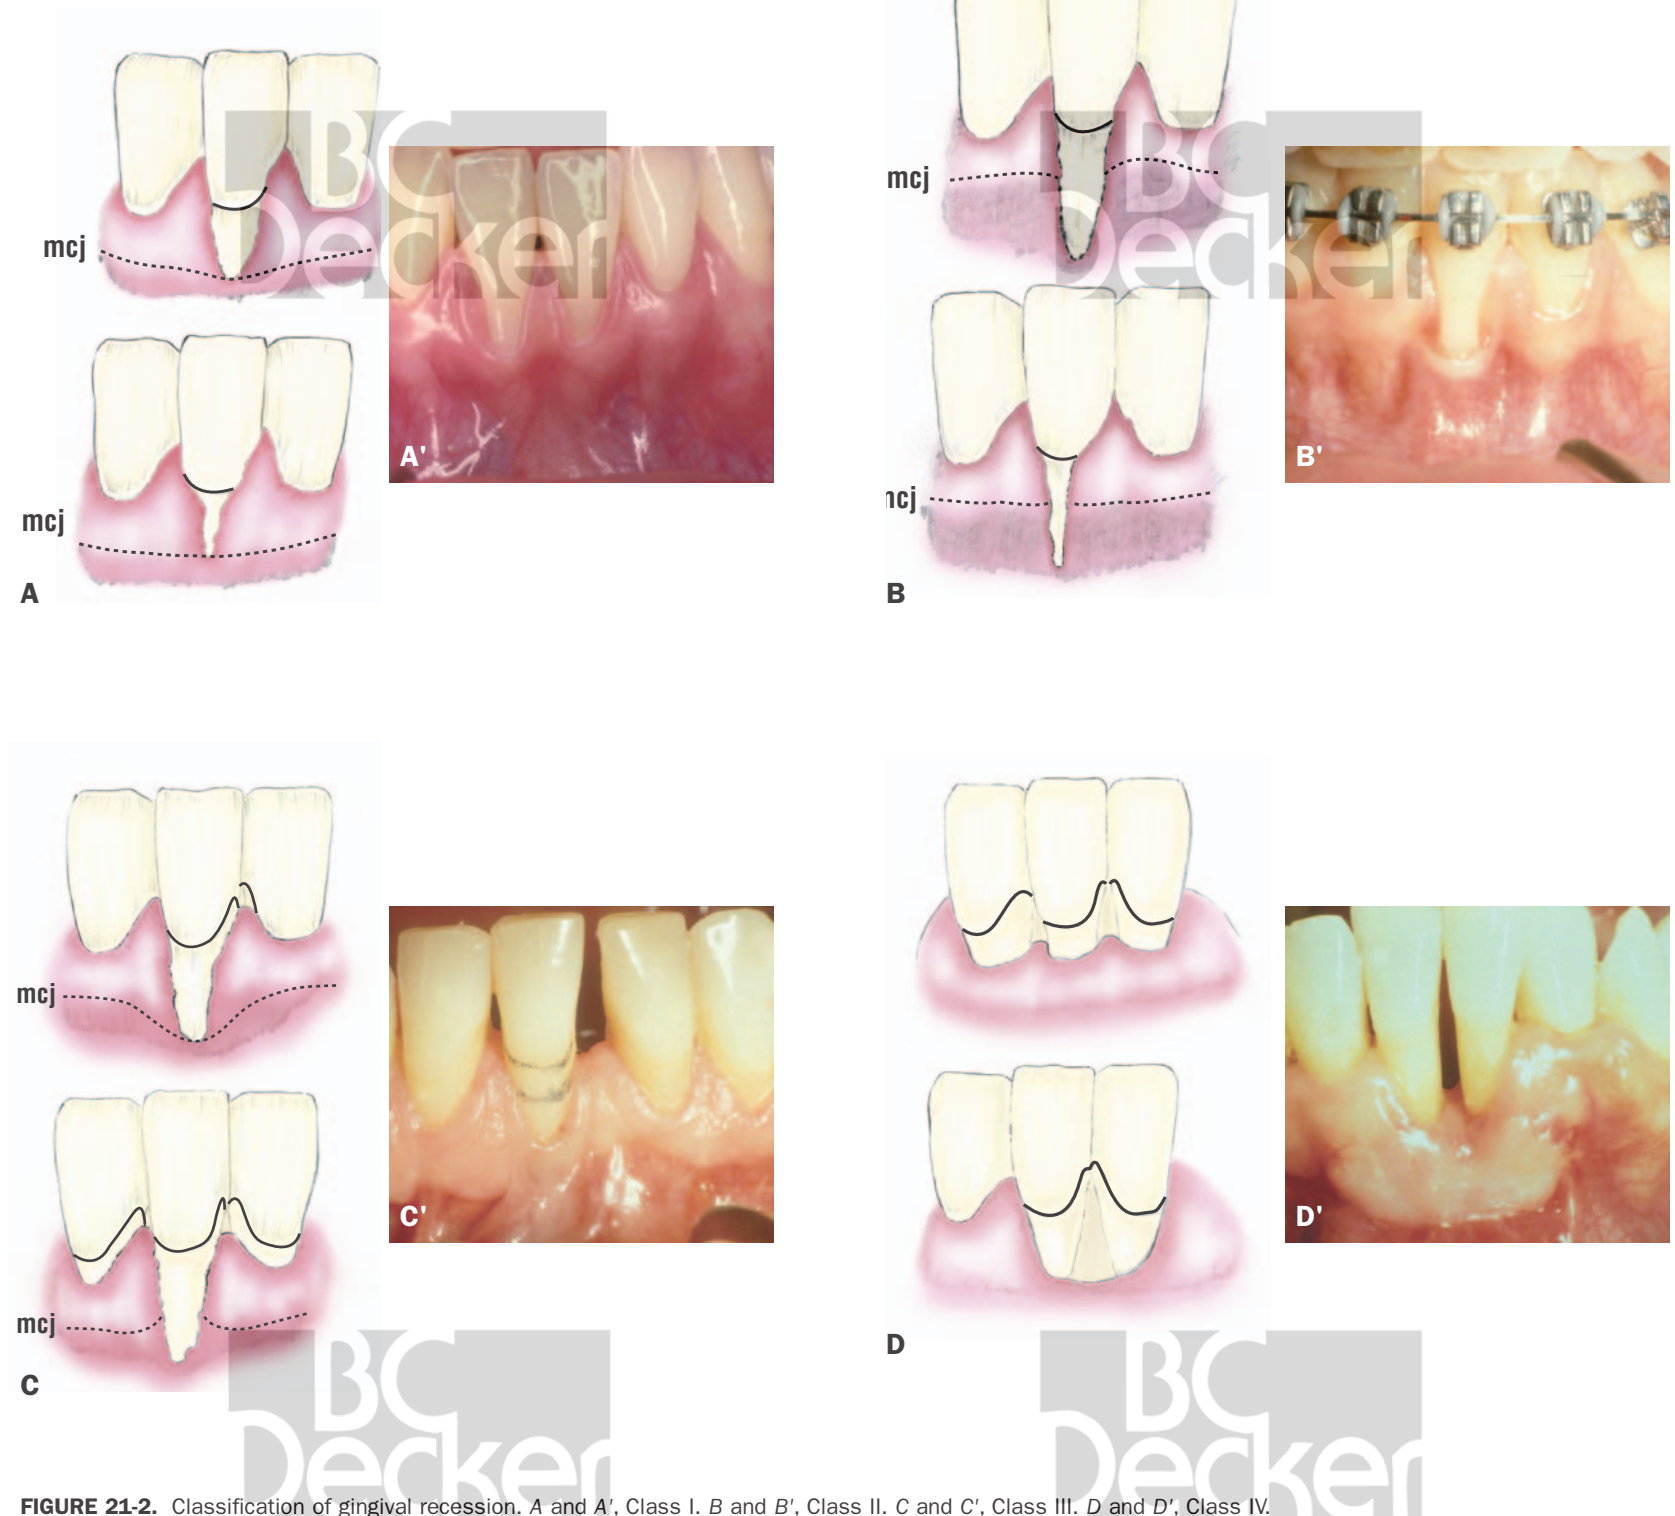 mcj
mcj
A
A'
mcj
ncj
B
B'
mcj
mcj
C
C'
D
D'
BC
Decker
BC
Decker
BC
Decker
BC
Decker
FIGURE 21-2. Classification of gingival recession. A and A', Class I. B and B', Class II. C and C', Class III. D and D', Class IV.